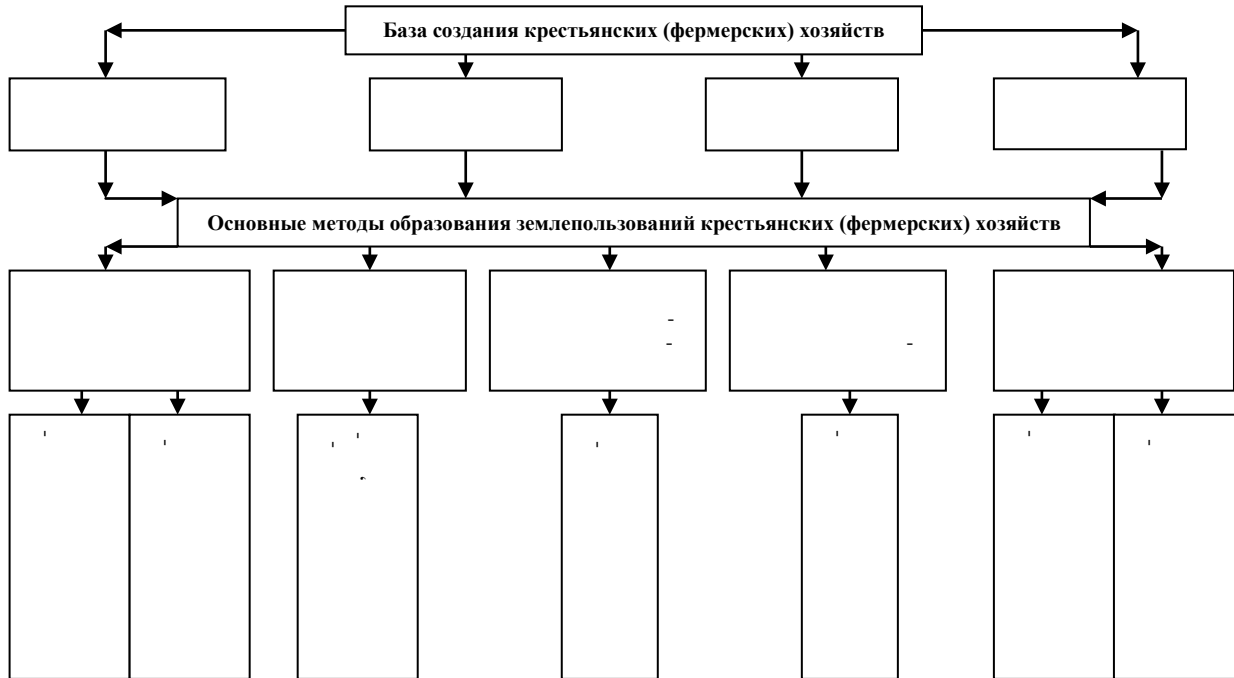 База создания крестьянских (фермерских) хозяйств
Основные методы образования землепользований крестьянских (фермерских) хозяйств